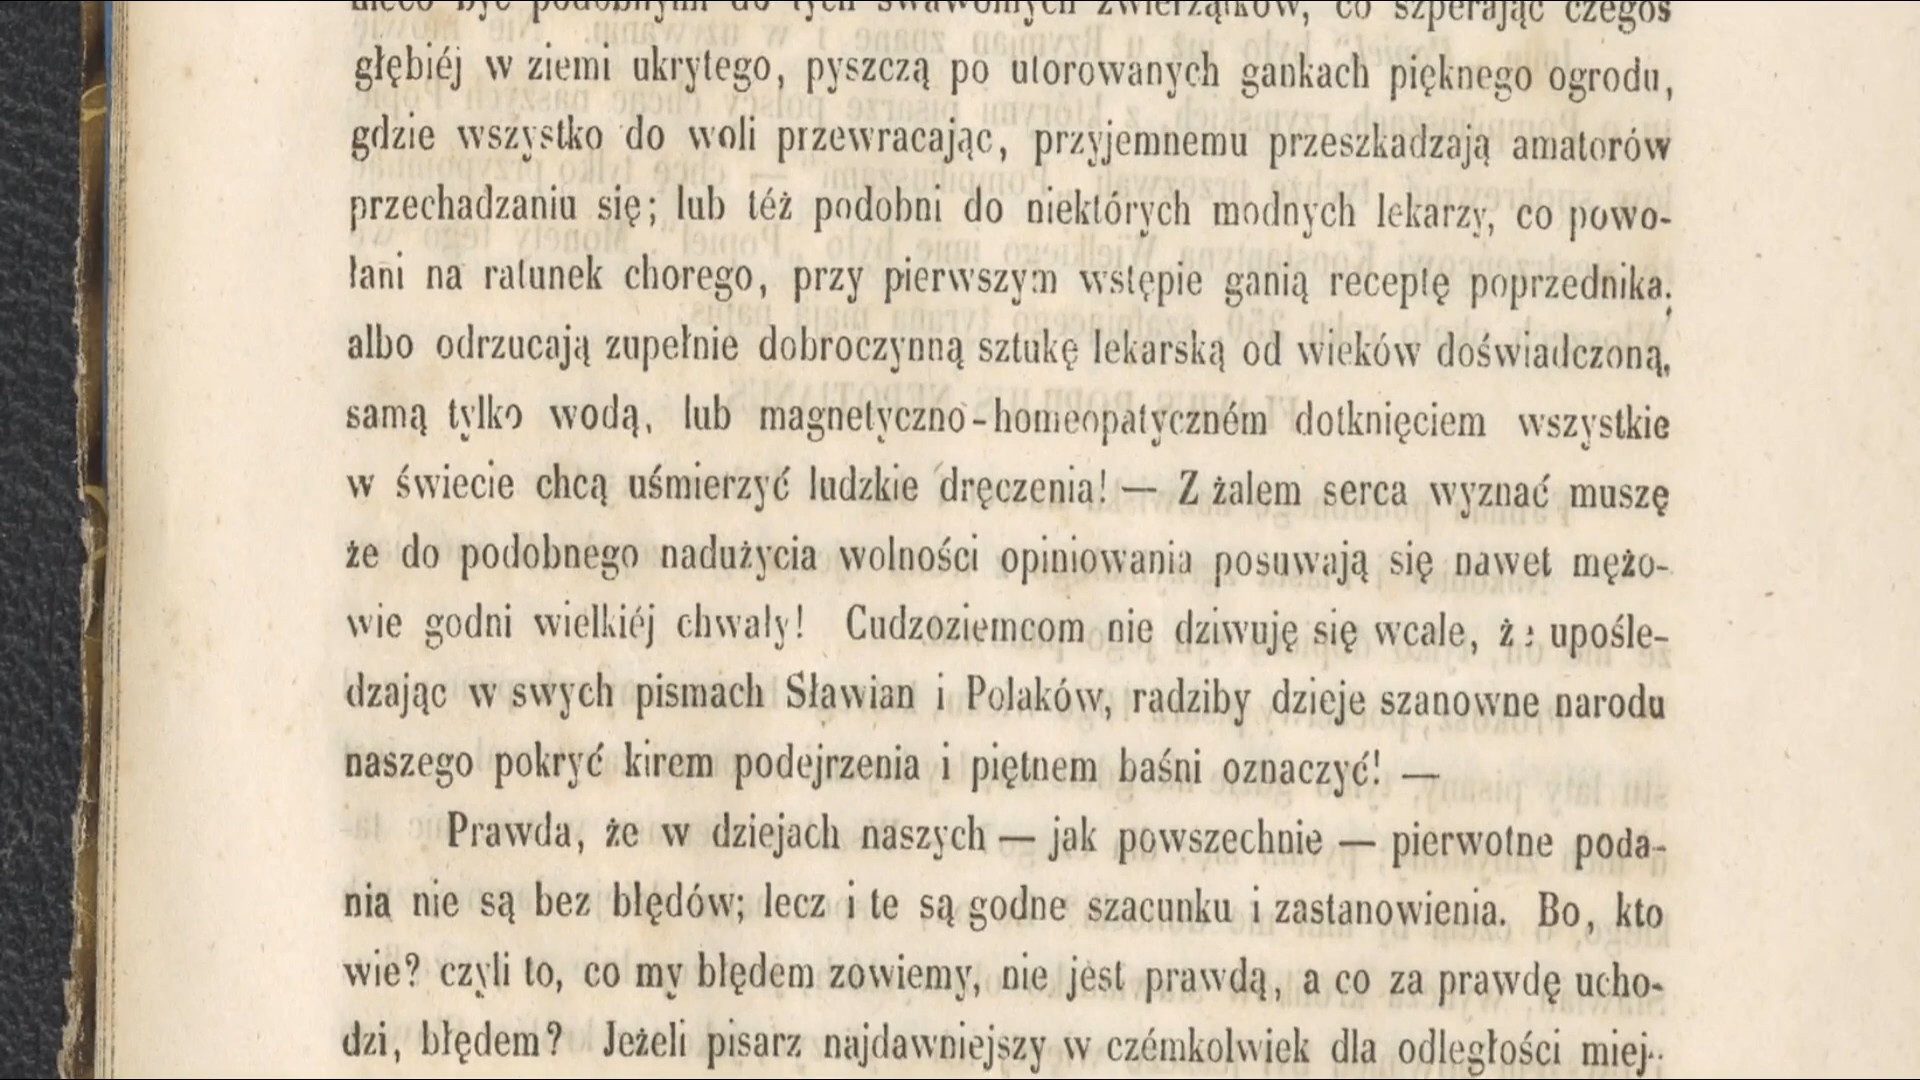 nieco być podobnymi do tych swawolnych zwierzątków, co szperając czegoś
głębiéj w ziemi ukrytego, pyszczą po utorowanych gankach pięknego ogrodu,
gdzie wszystko do woli przewracając, przyjemnemu przeszkadzają amatorów
przechadzaniu się; lub téż podobni do niektórych modnych lekarzy, co powo-
łani na ratunek chorego, przy pierwszym wstępie ganią receptę poprzednika;
albo odrzucają zupełnie dobroczynną sztukę lekarską od wieków doświadczoną,
samą tylko wodą, lub magnetyczno-homeopatyczném dotknięciem wszystkie
w świecie chcą uśmierzyć ludzkie dręczenia! — Z żalem serca wyznać muszę
że do podobnego nadużycia wolności opiniowania posuwają się nawet mężo-
wie godni wielkiéj chwały! Cudzoziemcom nie dziwuję się wcale, że upośle-
dzając w swych pismach Sławian i Polaków, radziby dzieje szanowne narodu
naszego pokryć kirem podejrzenia i piętnem baśni oznaczyć! —
Prawda, że w dziejach naszych — jak powszechnie — pierwotne poda-
nia nie są bez błędów; lecz i te są godne szacunku i zastanowienia. Bo, kto
wie? czyli to, co my błędem zowiemy, nie jest prawdą, a co za prawdę ucho-
dzi, błędem? Jeżeli pisarz najdawniejszy w czémkolwiek dla odległości miej-